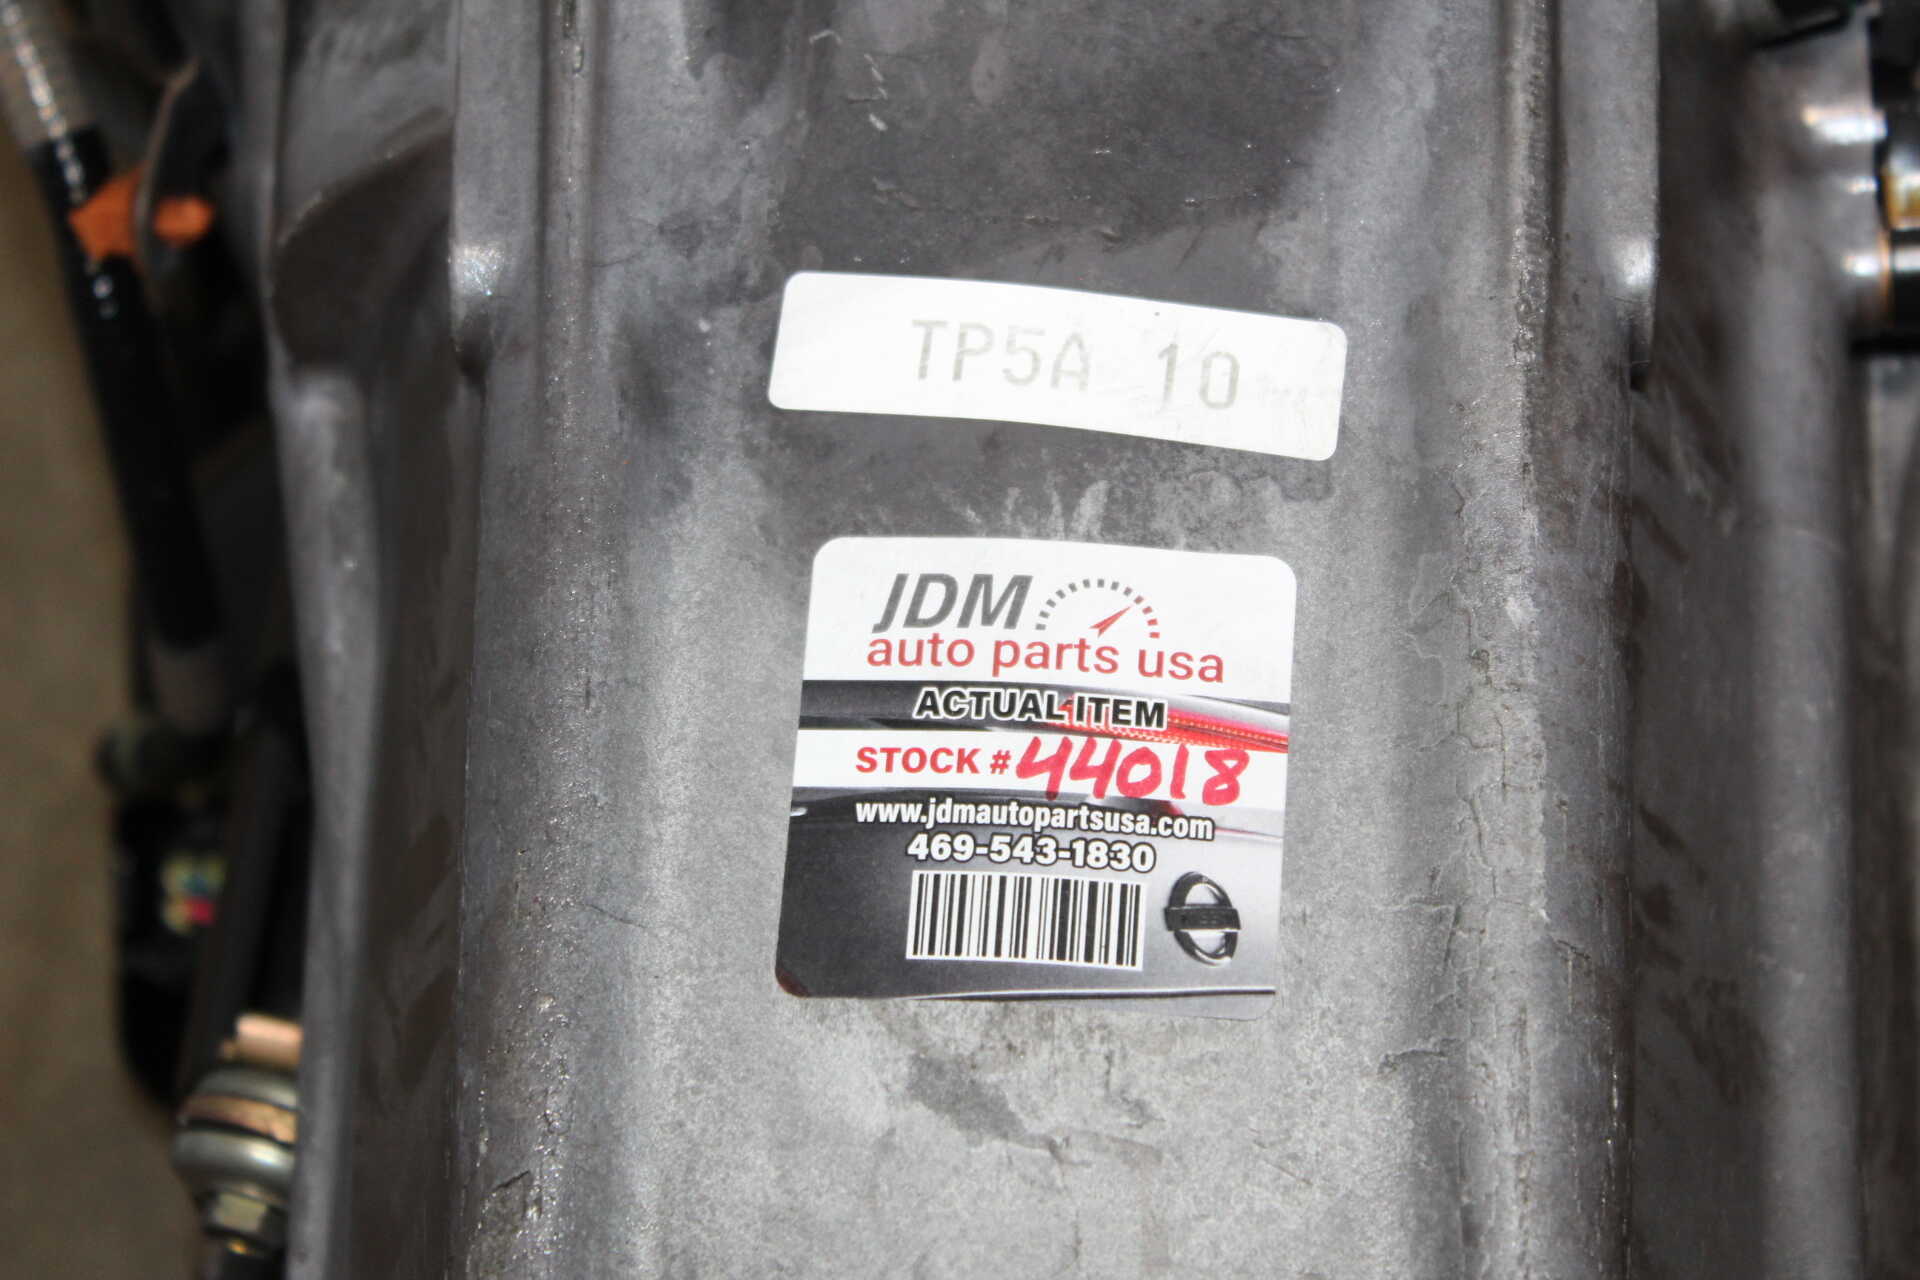 TP5A 10
JDM
auto parts usa
ACTUAL ITEM
STOCK # 44018
www.jdmautopartsusa.com
469-543-1830